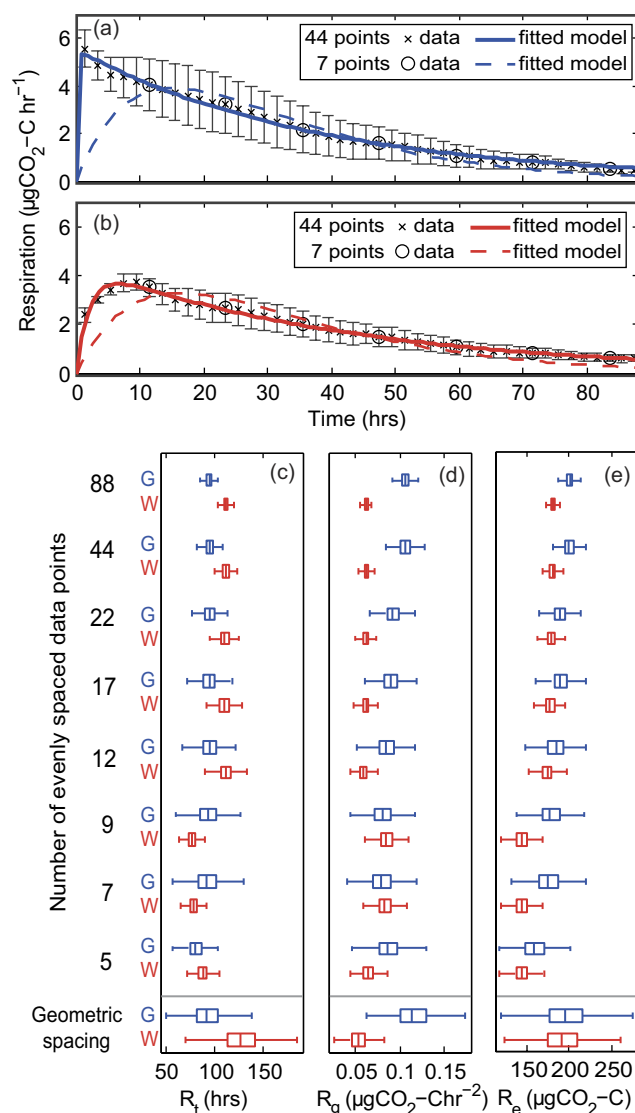 (a)
44 points × data fitted model
7 points data fitted model
(b)
44 points × data fitted model
7 points data fitted model
Respiration (μgCO2–C hr−1)
6
4
2
0
6
4
2
0
0 10 20 30 40 50 60 70 80
Time (hrs)
(c) (d) (e)
Number of evenly spaced data points
88 G
W
44 G
W
22 G
W
17 G
W
12 G
W
9 G
W
7 G
W
5 G
W
Geometric G
spacing W
50 100 150 0.05 0.1 150 200 250
Rt (hrs) Rg (μgCO2–Chr−2) Re (μgCO2–C)